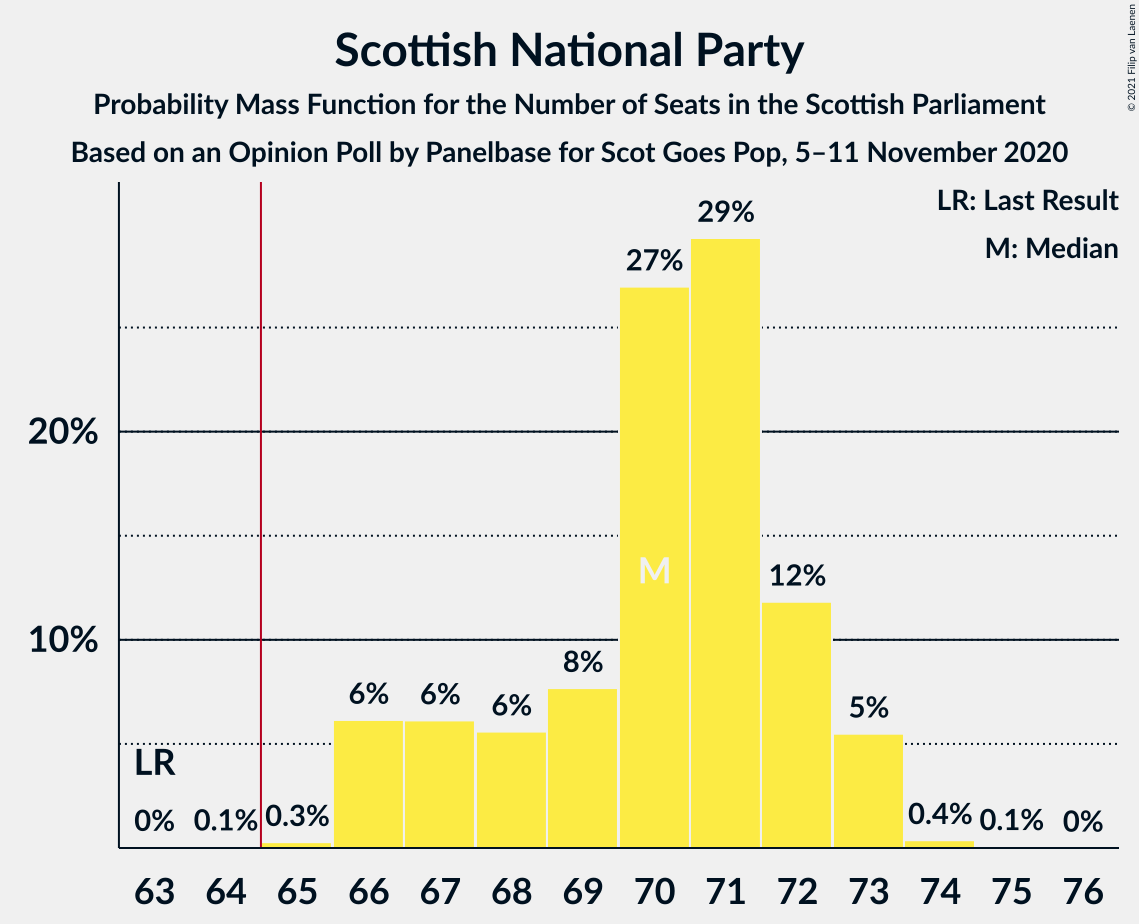 Scottish National Party
Probability Mass Function for the Number of Seats in the Scottish Parliament
Based on an Opinion Poll by Panelbase for Scot Goes Pop, 5–11 November 2020
© 2021 Filip van Laenen
LR: Last Result
M: Median
29%
27%
20%
M
12%
10%
8%
6%
6%
6%
5%
LR
0%
0.1%
0.3%
0.4%
0.1%
0%
63 64 65 66 67 68 69 70 71 72 73 74 75 76